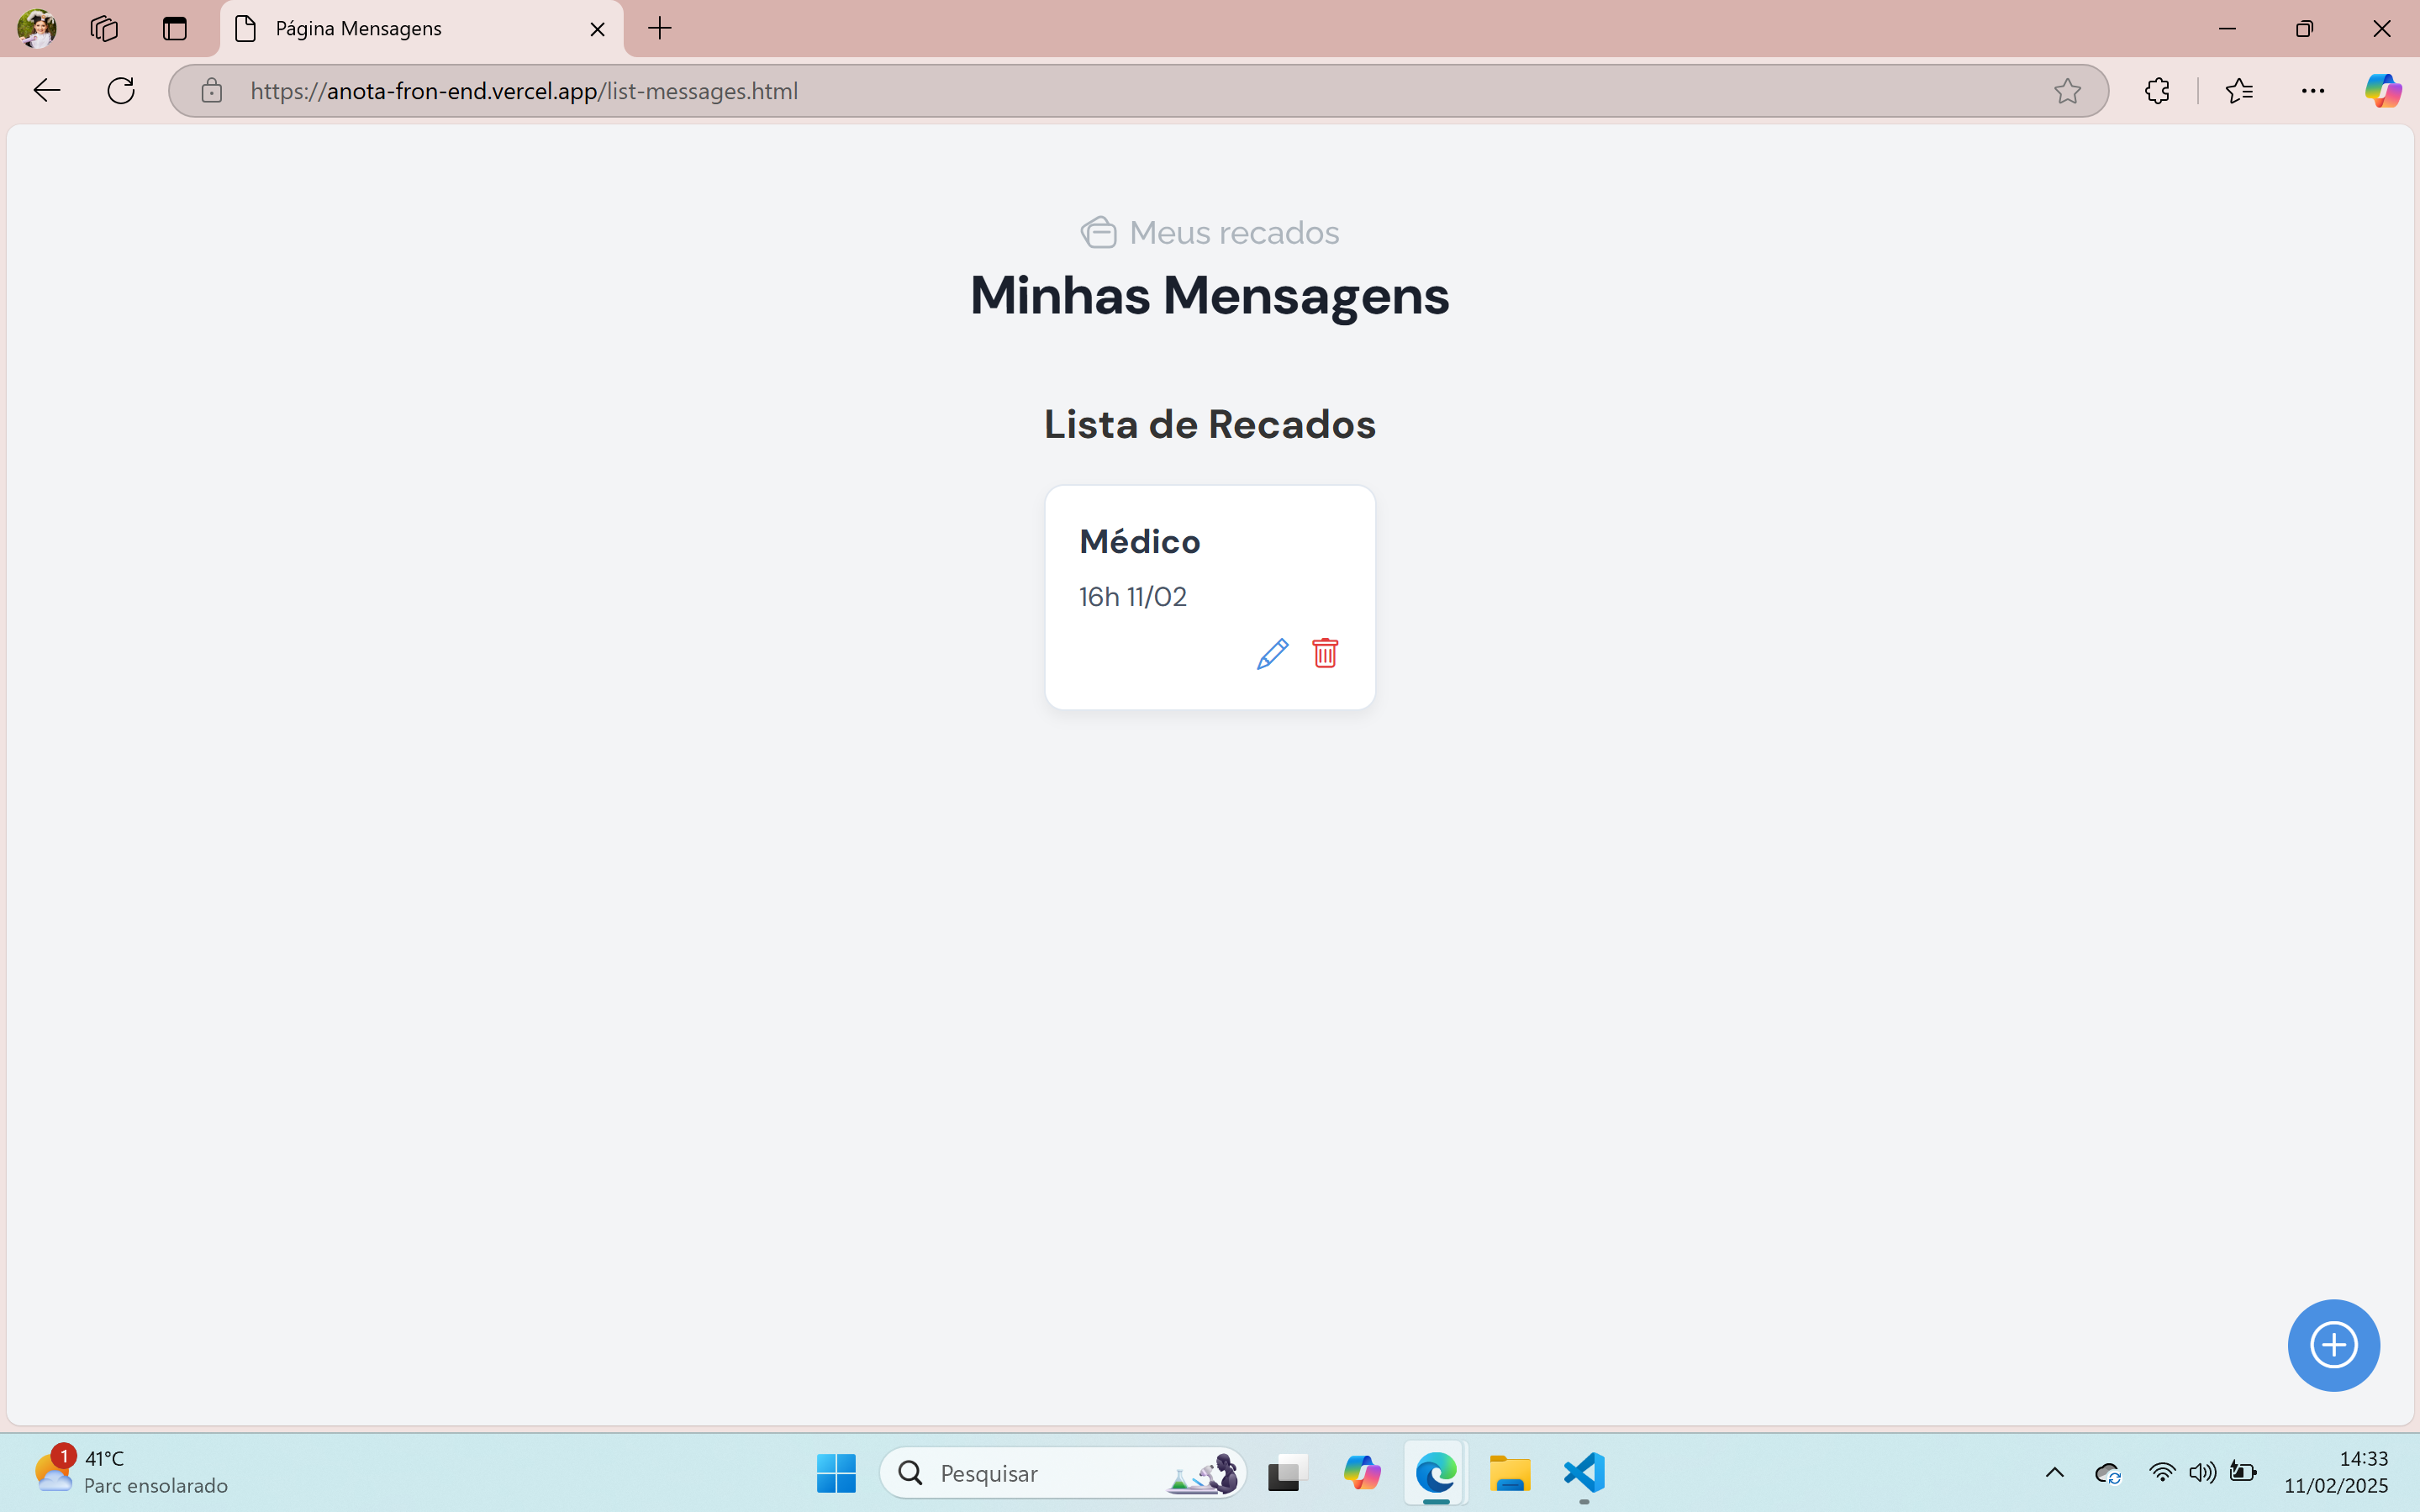 Página Mensagens
https://anota-fron-end.vercel.app/list-messages.html
Meus recados
Minhas Mensagens
Lista de Recados
Médico
16h 11/02
1
41°C
Parc ensolarado
Pesquisar
14:33
11/02/2025